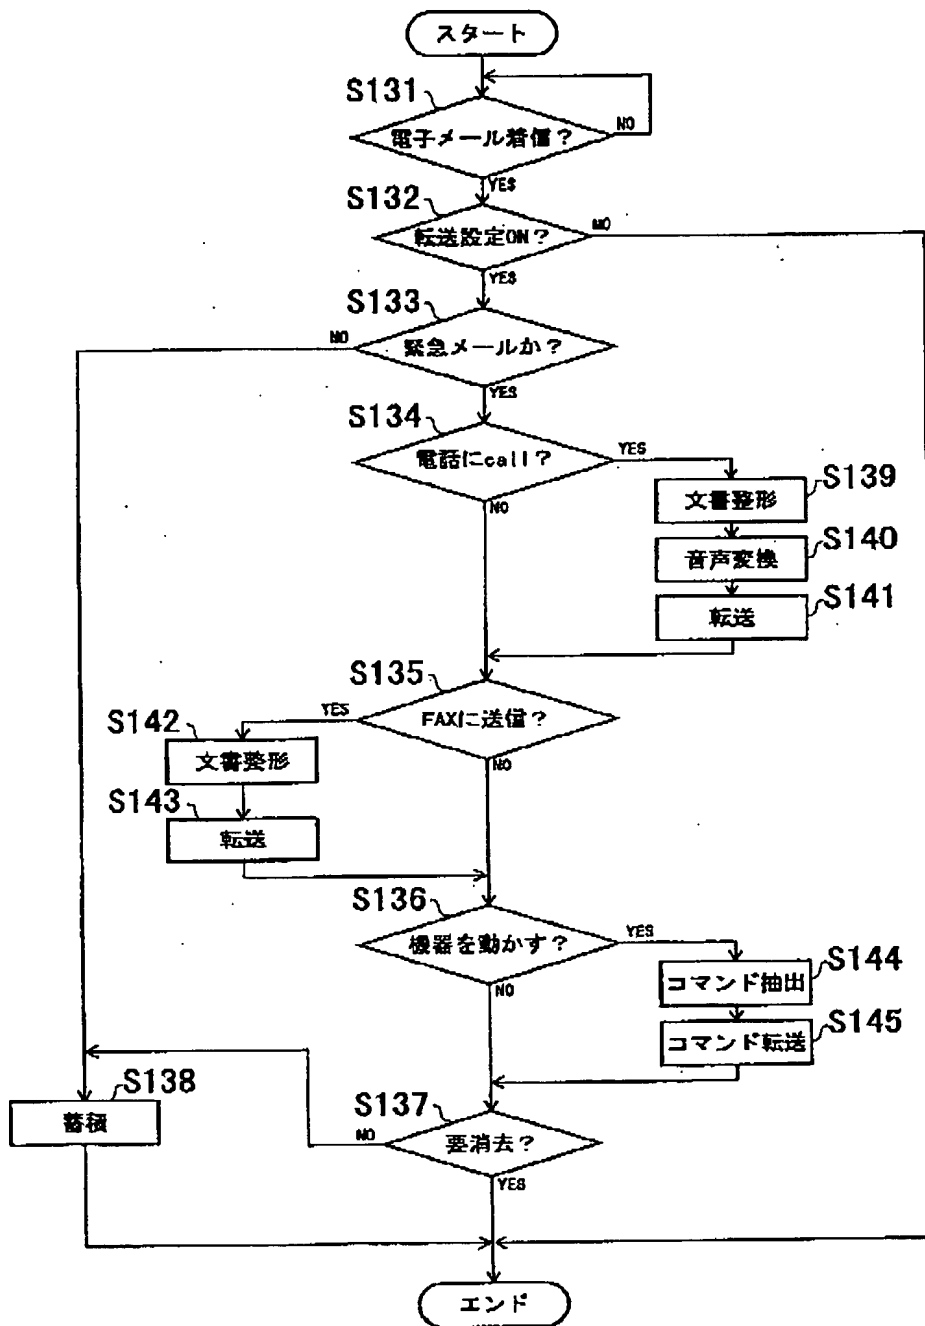 スタート
S131
電子メール着信?
NO
YES
S132
転送設定ON?
NO
YES
S133
緊急メールか?
NO
YES
S134
電話にcall?
YES
NO
S139
文書整形
S140
音声変換
S141
転送
S135
FAXに送信?
YES
NO
S142
文書整形
S143
転送
S136
機器を動かす?
YES
NO
S144
コマンド抽出
S145
コマンド転送
S138
蓄積
S137
要消去?
NO
YES
エンド